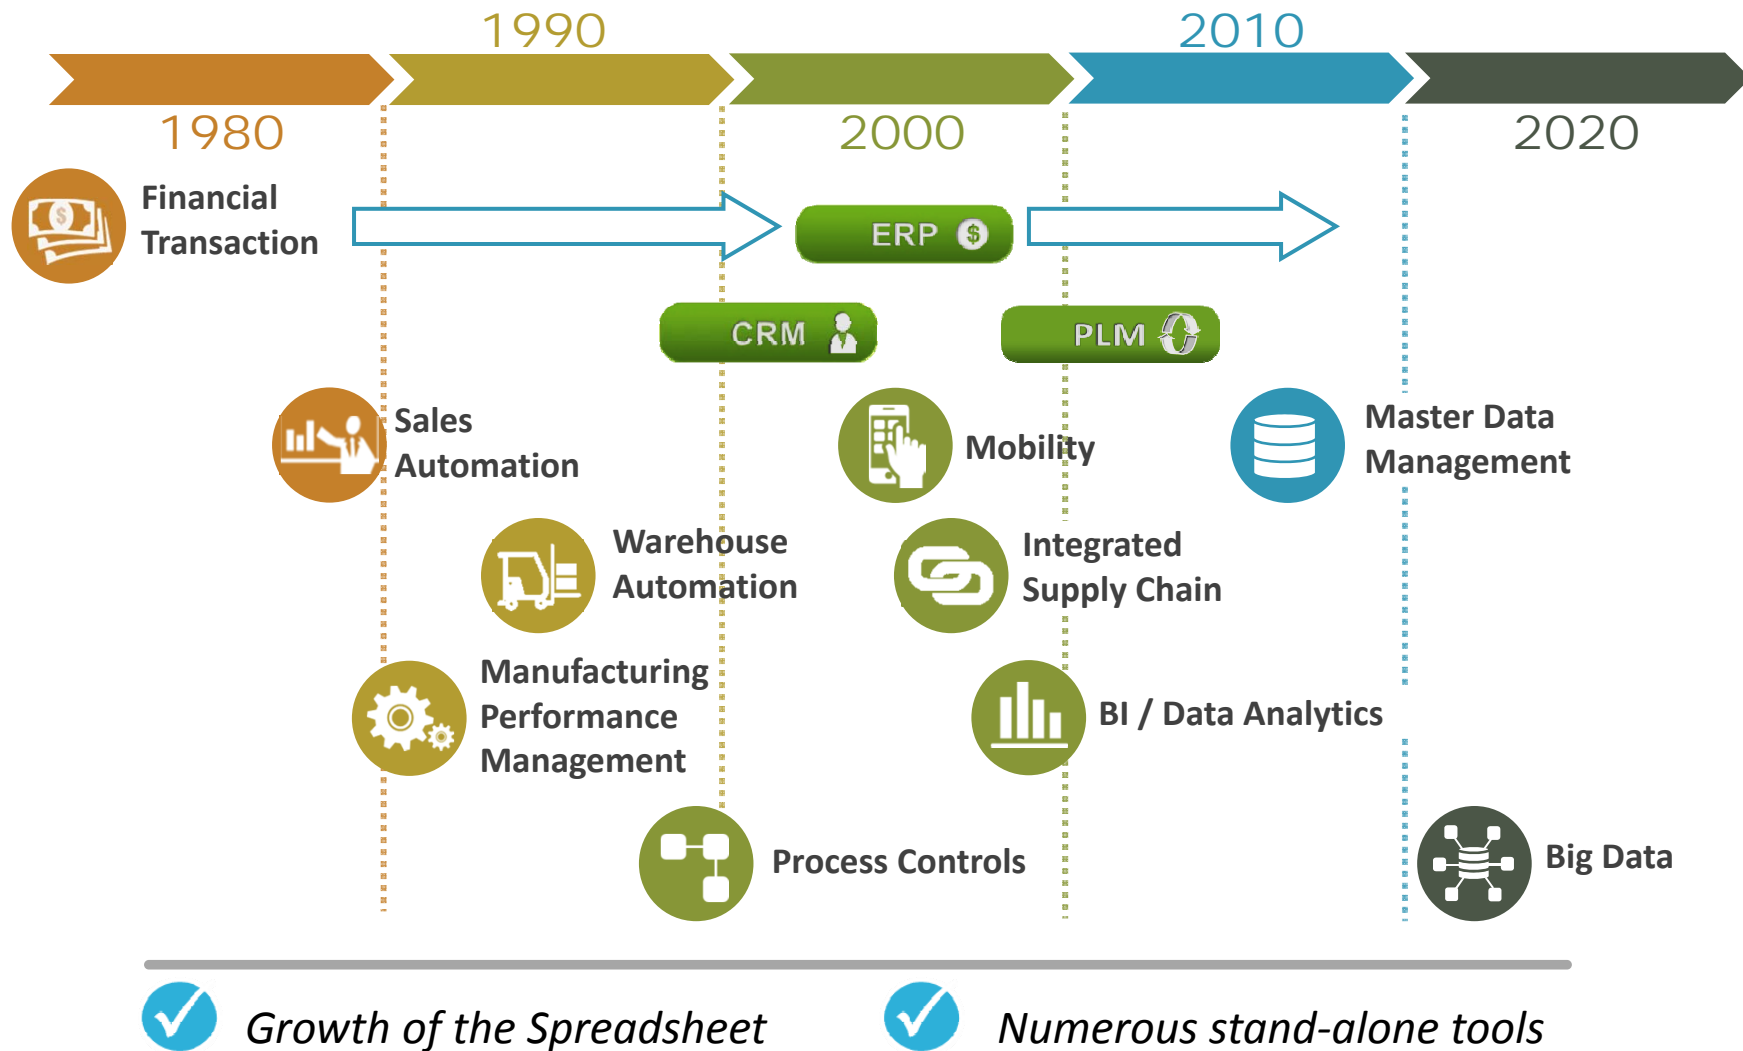 1990
2010
1980
2000
2020
Financial
Transaction
ERP $
CRM
PLM
Sales
Automation
Mobility
Master Data
Management
Warehouse
Automation
Integrated
Supply Chain
Manufacturing
Performance
Management
BI / Data Analytics
Process Controls
Big Data
Growth of the Spreadsheet
Numerous stand-alone tools